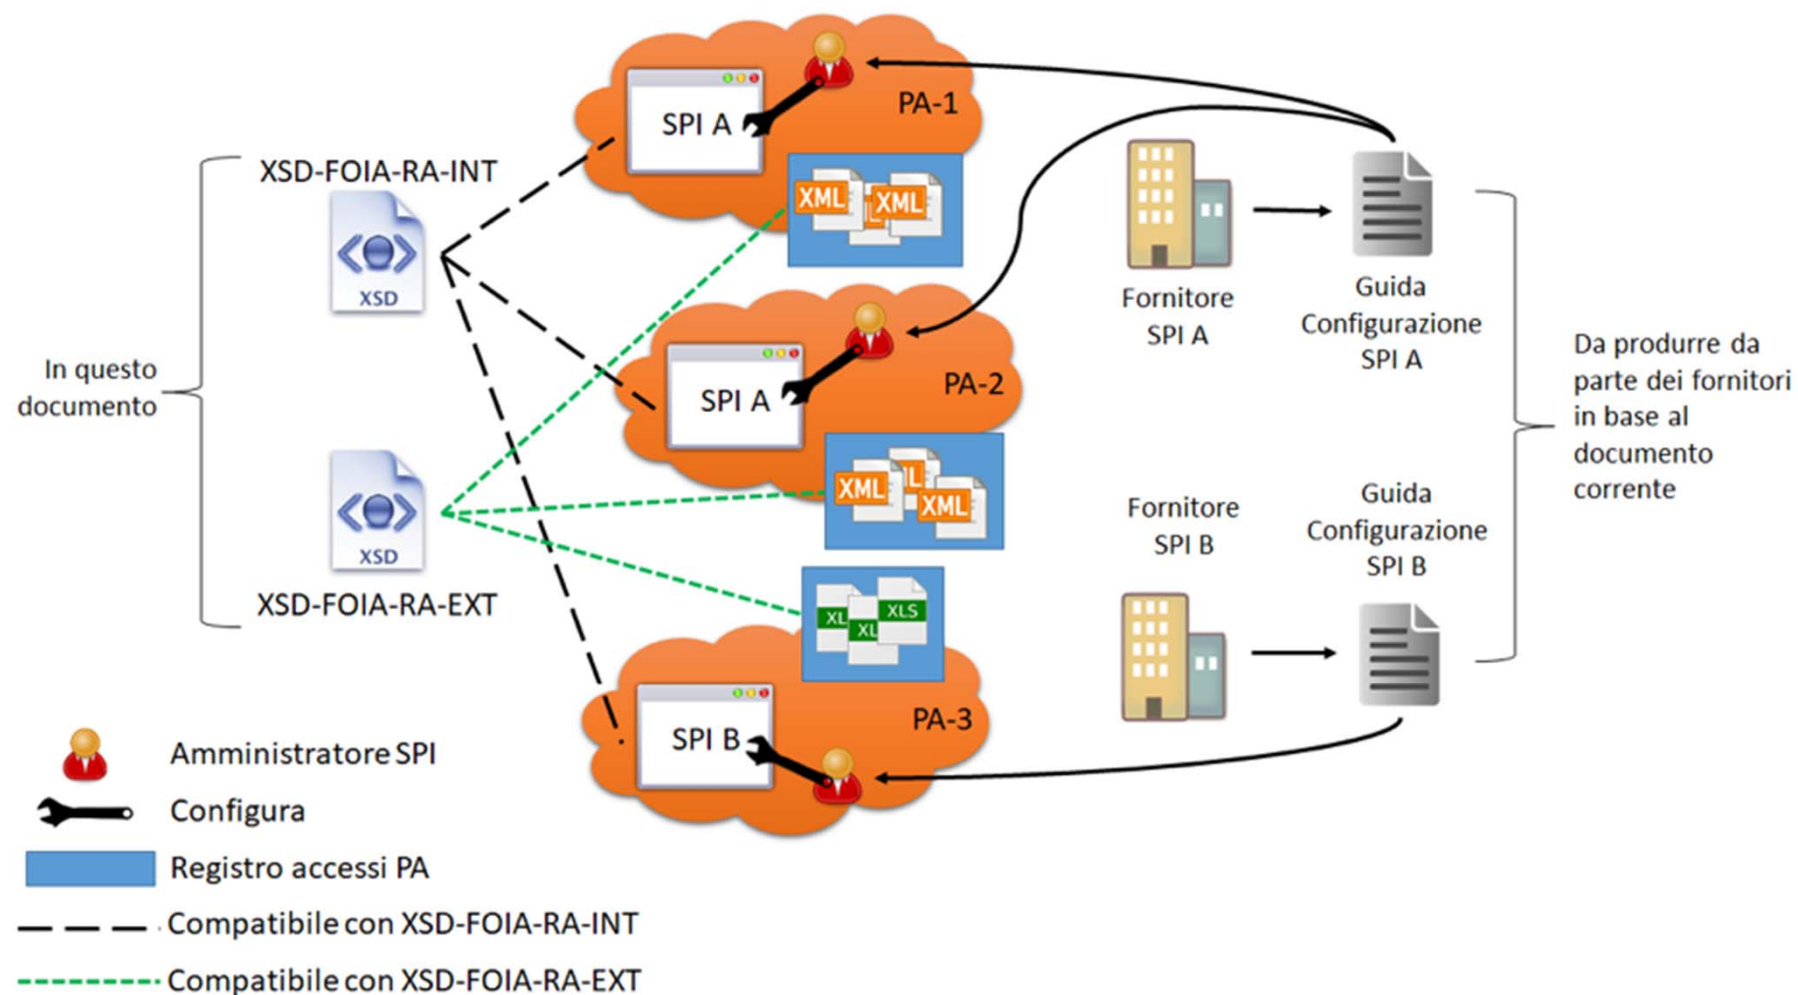 XSD-FOIA-RA-INT
XSD
In questo
documento
XSD
XSD-FOIA-RA-EXT
SPI A
PA-1
XML
XML
SPI A
PA-2
XML
XML
XLS
XL
XL
SPI B
PA-3
Fornitore
SPI A
Guida
Configurazione
SPI A
Da produrre da
parte dei fornitori
in base al
documento
corrente
Fornitore
SPI B
Guida
Configurazione
SPI B
Amministratore SPI
Configura
Registro accessi PA
Compatibile con XSD-FOIA-RA-INT
Compatibile con XSD-FOIA-RA-EXT